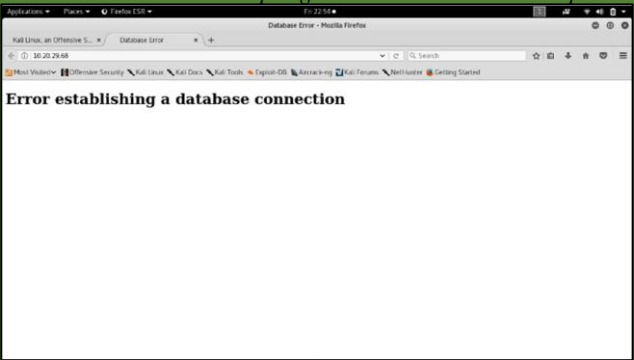 Applications Places Firefox ESR Fri 22:56
Database Error - Mozilla Firefox
Kali Linux, an Offensive S... × Database Error × +
10.20.29.68 Search
Most Visited Offensive Security Kali Linux Kali Docs Kali Tools Exploit-DB Aircrack-ng Kali Forums NetHunter Getting Started
Error establishing a database connection